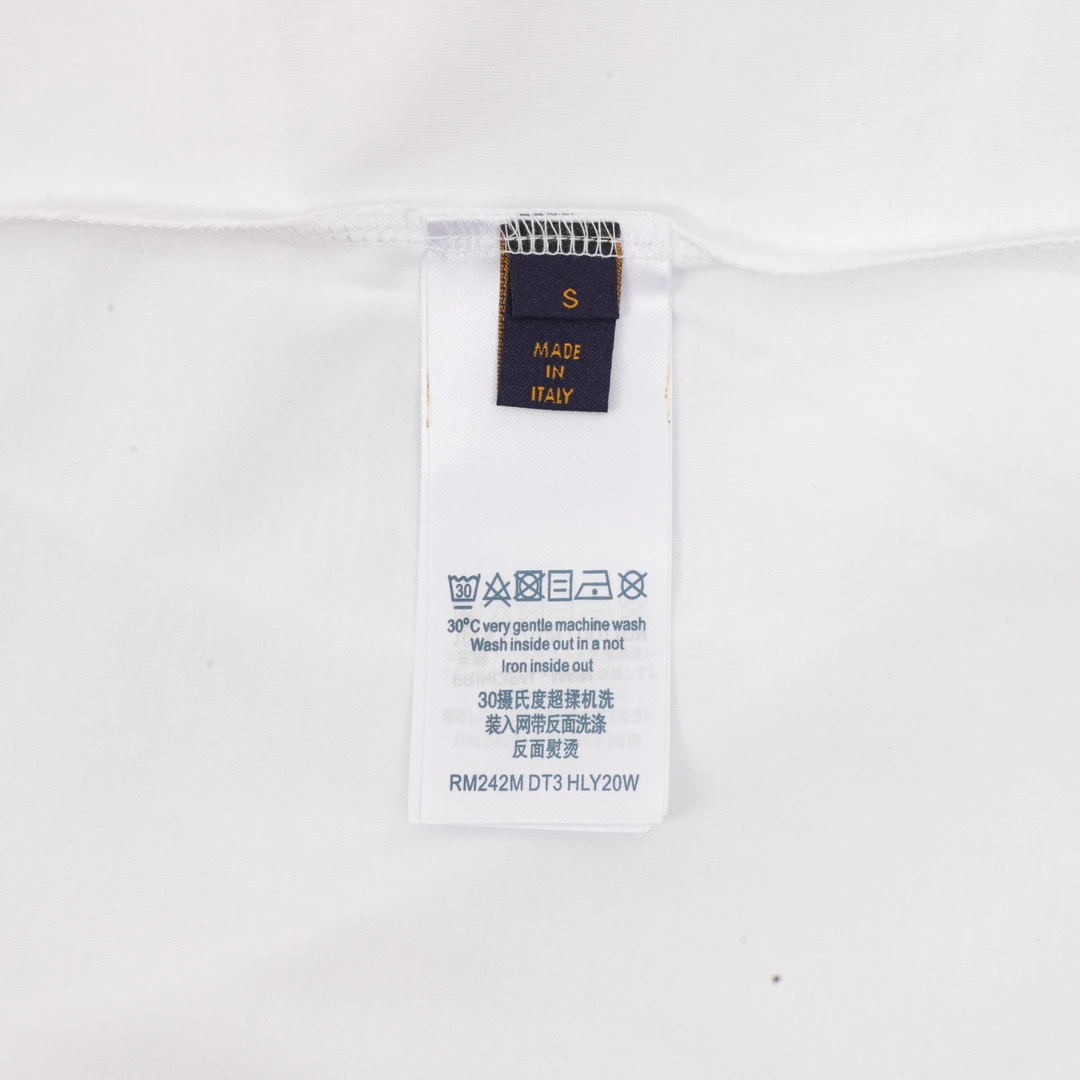 S
MADE
IN
ITALY
30
30°C very gentle machine wash
Wash inside out in a not
Iron inside out
30摄氏度超揉机洗
装入网带反面洗涤
反面熨烫
RM242M DT3 HLY20W